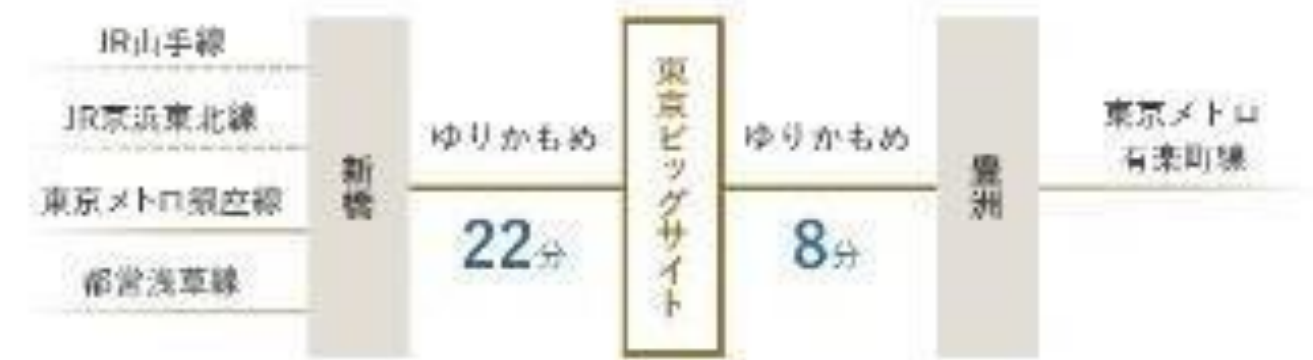 JR山手線
JR京浜東北線
東京メトロ銀座線
都営浅草線
新橋
ゆりかもめ
22分
東京ビッグサイト
ゆりかもめ
8分
豊洲
東京メトロ
有楽町線